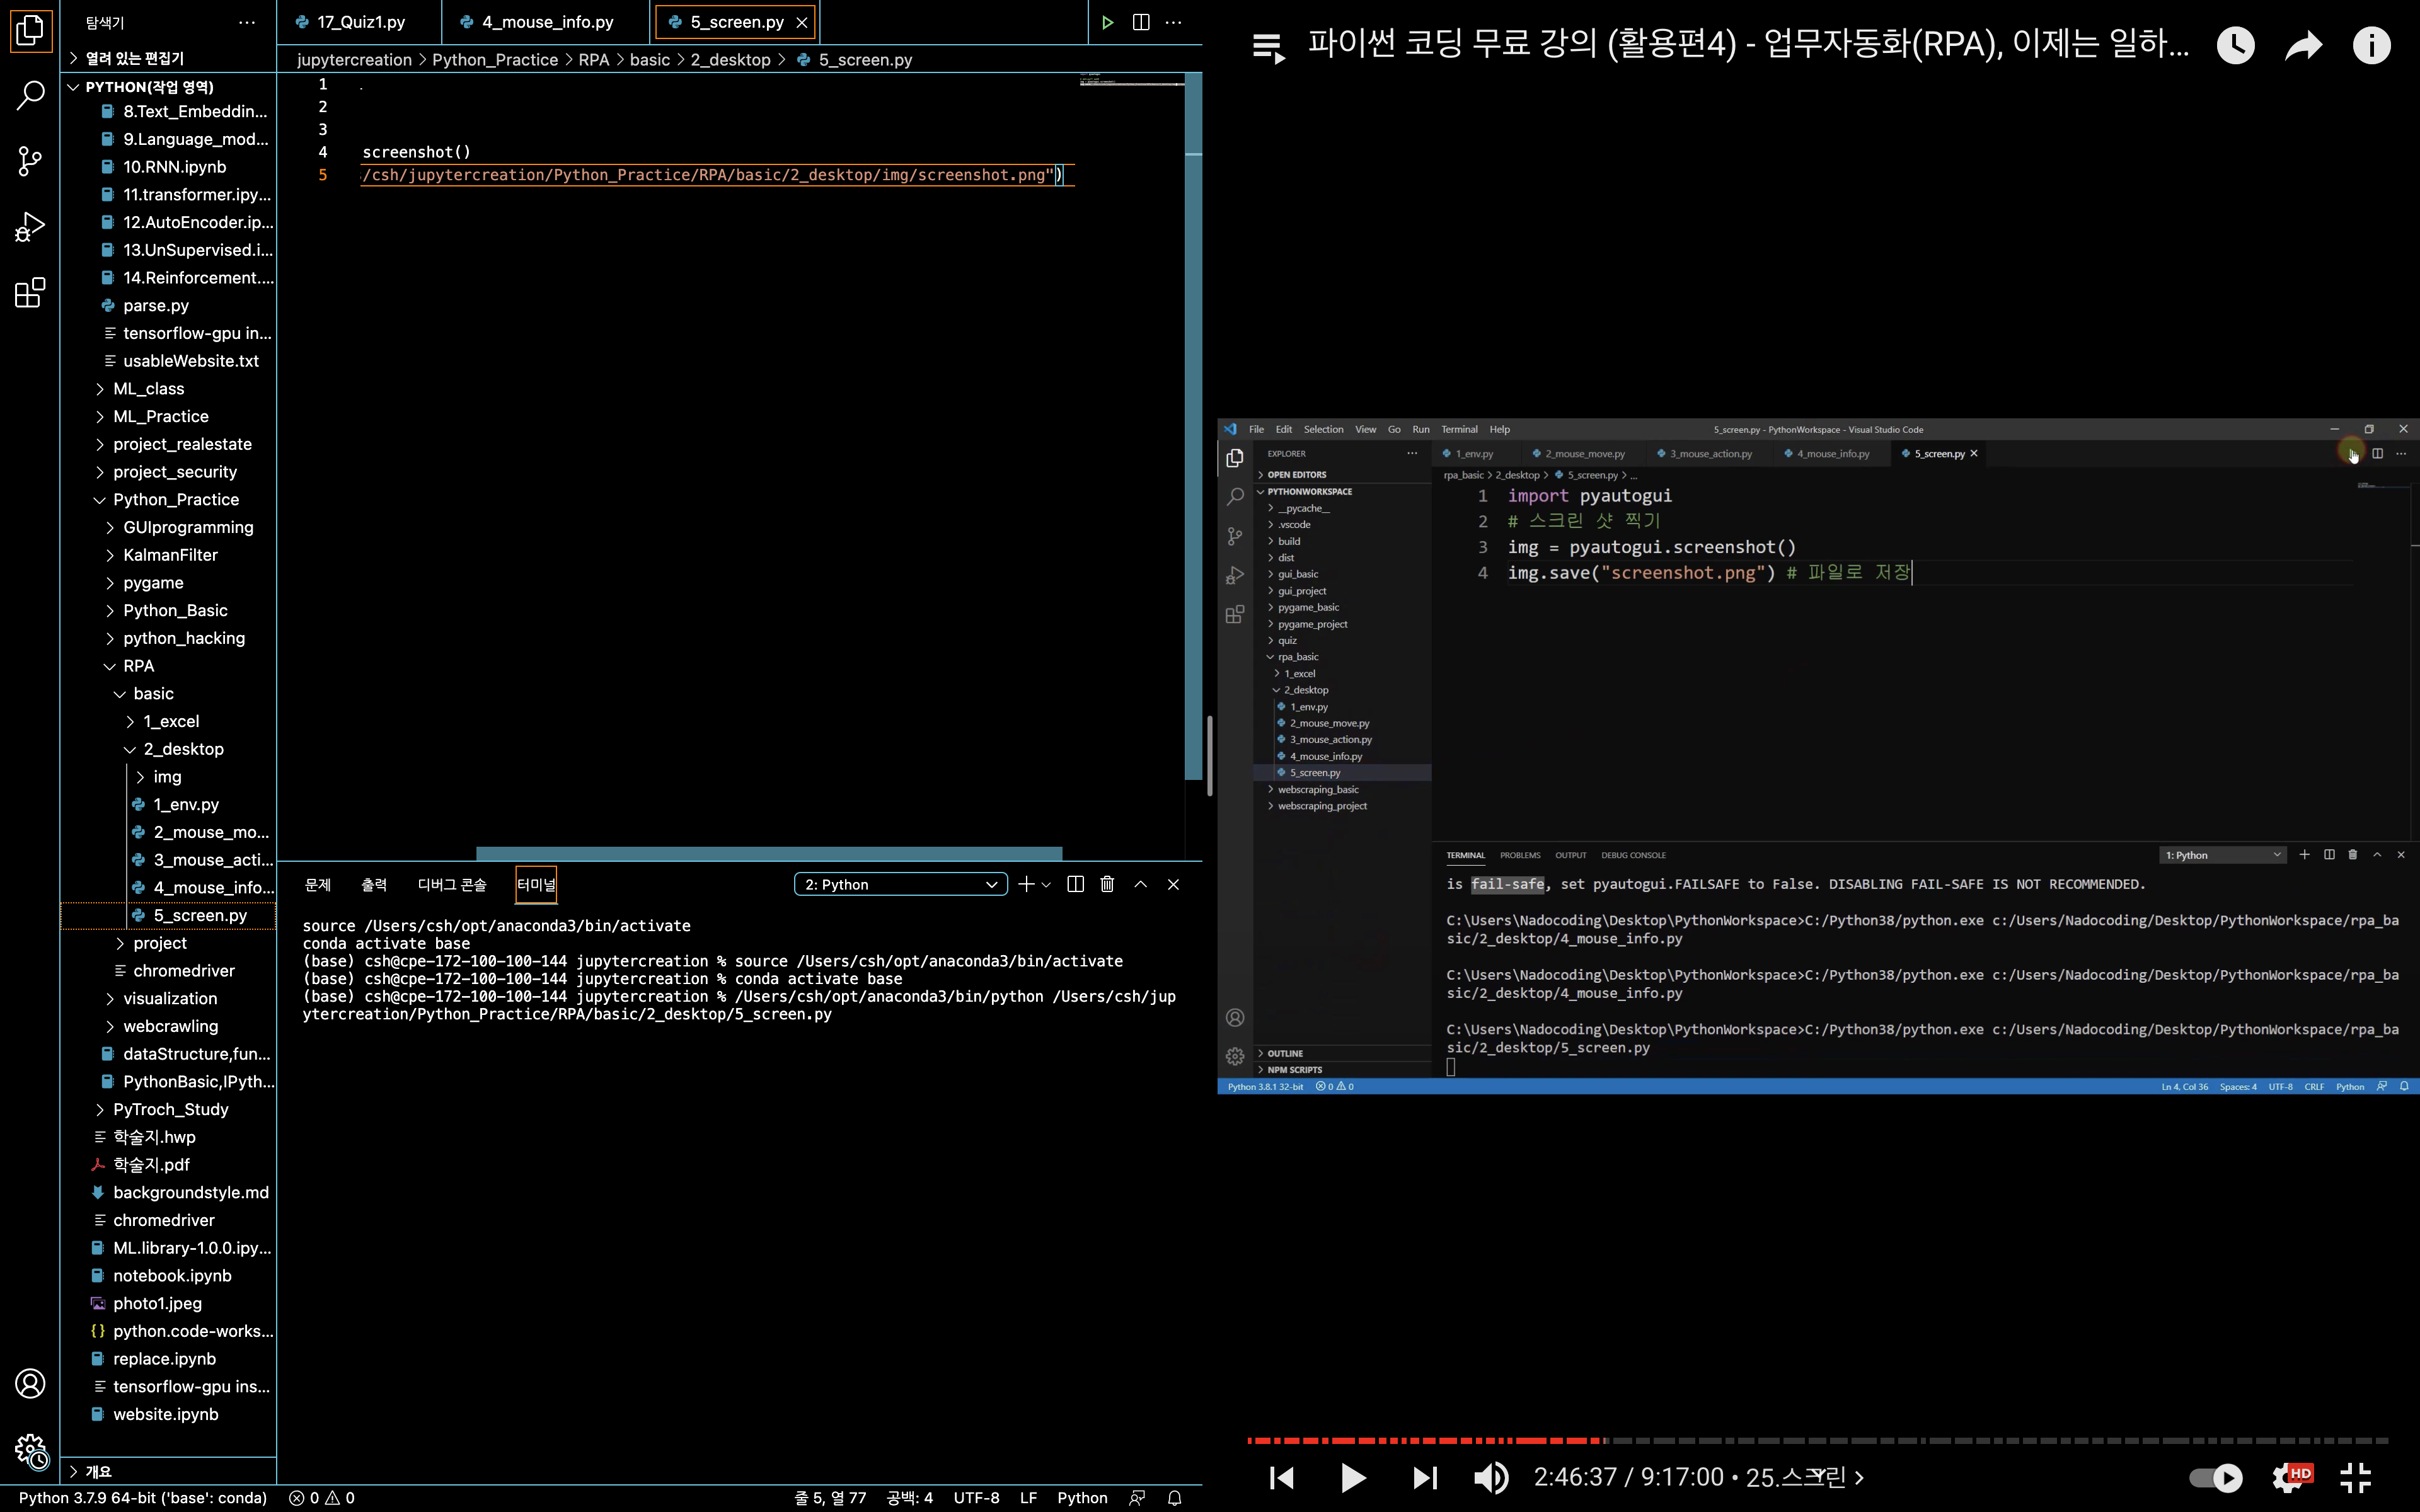 탐색기
열려 있는 편집기
PYTHON(작업 영역)
8.Text_Embeddin...
9.Language_mod...
10.RNN.ipynb
11.transformer.ipy...
12.AutoEncoder.ip...
13.UnSupervised.i...
14.Reinforcement....
parse.py
tensorflow-gpu in...
usableWebsite.txt
ML_class
ML_Practice
project_realestate
project_security
Python_Practice
GUIprogramming
KalmanFilter
pygame
Python_Basic
python_hacking
RPA
basic
1_excel
2_desktop
img
1_env.py
2_mouse_mo...
3_mouse_acti...
4_mouse_info...
5_screen.py
project
chromedriver
visualization
webcrawling
dataStructure,fun...
PythonBasic,IPyth...
PyTroch_Study
학술지.hwp
학술지.pdf
backgroundstyle.md
chromedriver
ML.library-1.0.0.ipy...
notebook.ipynb
photo1.jpeg
python.code-works...
replace.ipynb
tensorflow-gpu ins...
website.ipynb
개요
17_Quiz1.py 4_mouse_info.py 5_screen.py
jupytercreation > Python_Practice > RPA > basic > 2_desktop > 5_screen.py
1
2
3
4 screenshot()
5 /csh/jupytercreation/Python_Practice/RPA/basic/2_desktop/img/screenshot.png")
문제 출력 디버그 콘솔 터미널 2: Python
source /Users/csh/opt/anaconda3/bin/activate
conda activate base
(base) csh@cpe-172-100-100-144 jupytercreation % source /Users/csh/opt/anaconda3/bin/activate
(base) csh@cpe-172-100-100-144 jupytercreation % conda activate base
(base) csh@cpe-172-100-100-144 jupytercreation % /Users/csh/opt/anaconda3/bin/python /Users/csh/jup
ytercreation/Python_Practice/RPA/basic/2_desktop/5_screen.py
Python 3.7.9 64-bit ('base': conda) 0 0 줄 5, 열 77 공백: 4 UTF-8 LF Python
파이썬 코딩 무료 강의 (활용편4) - 업무자동화(RPA), 이제는 일하...
File Edit Selection View Go Run Terminal Help 5_screen.py - PythonWorkspace - Visual Studio Code
EXPLORER
OPEN EDITORS
PYTHONWORKSPACE
__pycache__
.vscode
build
dist
gui_basic
gui_project
pygame_basic
pygame_project
quiz
rpa_basic
1_excel
2_desktop
1_env.py
2_mouse_move.py
3_mouse_action.py
4_mouse_info.py
5_screen.py
webscraping_basic
webscraping_project
OUTLINE
NPM SCRIPTS
1_env.py 2_mouse_move.py 3_mouse_action.py 4_mouse_info.py 5_screen.py
rpa_basic > 2_desktop > 5_screen.py > ...
1 import pyautogui
2 # 스크린 샷 찍기
3 img = pyautogui.screenshot()
4 img.save("screenshot.png") # 파일로 저장
TERMINAL PROBLEMS OUTPUT DEBUG CONSOLE 1: Python
is fail-safe, set pyautogui.FAILSAFE to False. DISABLING FAIL-SAFE IS NOT RECOMMENDED.
C:\Users\Nadocoding\Desktop\PythonWorkspace>C:/Python38/python.exe c:/Users/Nadocoding/Desktop/PythonWorkspace/rpa_ba
sic/2_desktop/4_mouse_info.py
C:\Users\Nadocoding\Desktop\PythonWorkspace>C:/Python38/python.exe c:/Users/Nadocoding/Desktop/PythonWorkspace/rpa_ba
sic/2_desktop/4_mouse_info.py
C:\Users\Nadocoding\Desktop\PythonWorkspace>C:/Python38/python.exe c:/Users/Nadocoding/Desktop/PythonWorkspace/rpa_ba
sic/2_desktop/5_screen.py
Python 3.8.1 32-bit 0 0 Ln 4, Col 36 Spaces: 4 UTF-8 CRLF Python
2:46:37 / 9:17:00 • 25.스크린 >
HD